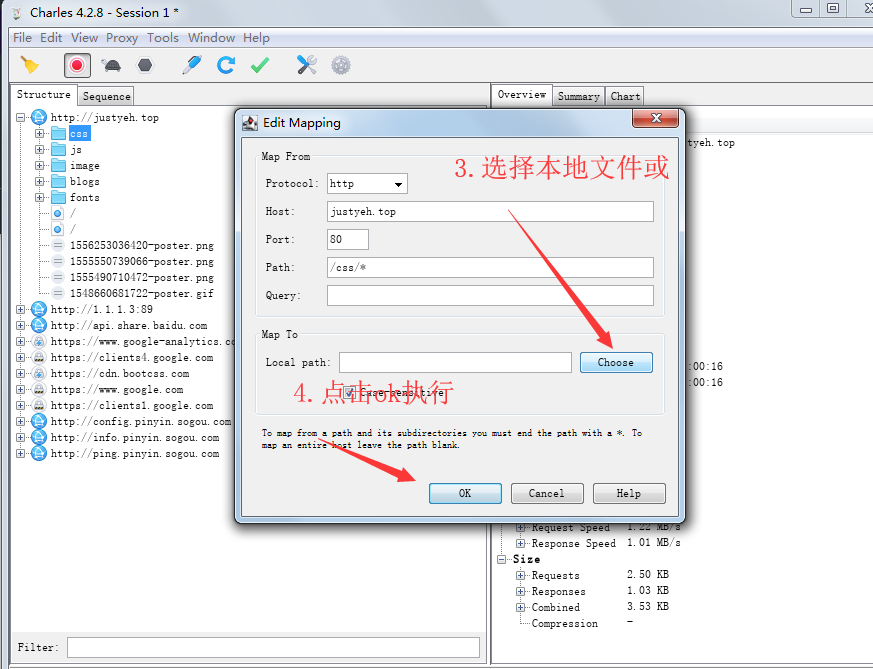 Charles 4.2.8 - Session 1 *
File Edit View Proxy Tools Window Help
Structure Sequence
http://justyeh.top
css
js
image
blogs
fonts
/
/
1556253036420-poster.png
1555550739066-poster.png
1555490710472-poster.png
1548660681722-poster.gif
http://1.1.1.3:89
http://api.share.baidu.com
https://www.google-analytics.co
https://clients4.google.com
https://cdn.bootcss.com
https://www.google.com
https://clients1.google.com
http://config.pinyin.sogou.com
http://info.pinyin.sogou.com
http://ping.pinyin.sogou.com
Filter:
Overview Summary Chart
tyeh.top
:00:16
:00:16
Request Speed 1.22 MB/s
Response Speed 1.01 MB/s
Size
Requests 2.50 KB
Responses 1.03 KB
Combined 3.53 KB
Compression –
Edit Mapping
Map From
3.选择本地文件或
Protocol: http
Host: justyeh.top
Port: 80
Path: /css/*
Query:
Map To
Local path: Choose
Case-sensitive
4.点击ok执行
To map from a path and its subdirectories you must end the path with a *. To
map an entire host leave the path blank.
OK Cancel Help